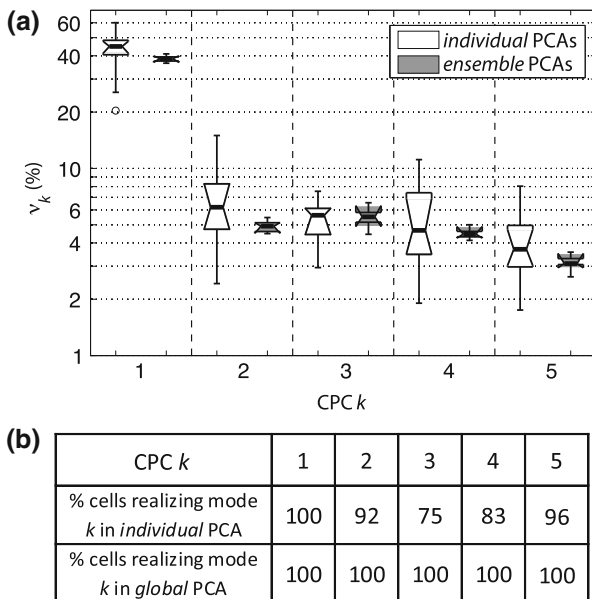 (a)
60
40
20
10
8
6
4
2
1
ν_k (%)
individual PCAs
ensemble PCAs
1 2 3 4 5
CPC k
(b)
CPC k 1 2 3 4 5
% cells realizing mode k in individual PCA 100 92 75 83 96
% cells realizing mode k in global PCA 100 100 100 100 100